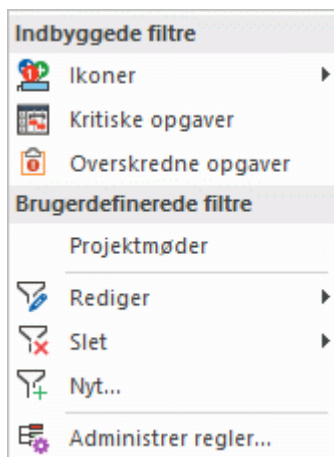 Indbyggede filtre
Ikoner
Kritiske opgaver
Overskredne opgaver
Brugerdefinerede filtre
Projektmøder
Rediger
Slet
Nyt...
Administrer regler...